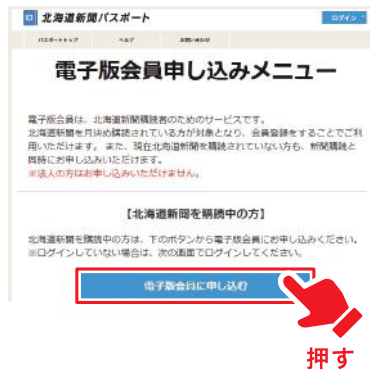 北海道新聞パスポート
ログイン
パスポートトップ ヘルプ お問い合わせ
電子版会員申し込みメニュー
電子版会員は、北海道新聞購読者のためのサービスです。
北海道新聞を月決め購読されている方が対象となり、会員登録をすることでご利
用いただけます。また、現在北海道新聞を購読されていない方も、新聞購読と
同時にお申し込みいただけます。
※法人の方はお申し込みいただけません。
【北海道新聞を購読中の方】
北海道新聞を購読中の方は、下のボタンから電子版会員にお申し込みください。
※ログインしていない場合は、次の画面でログインしてください。
電子版会員に申し込む
押す